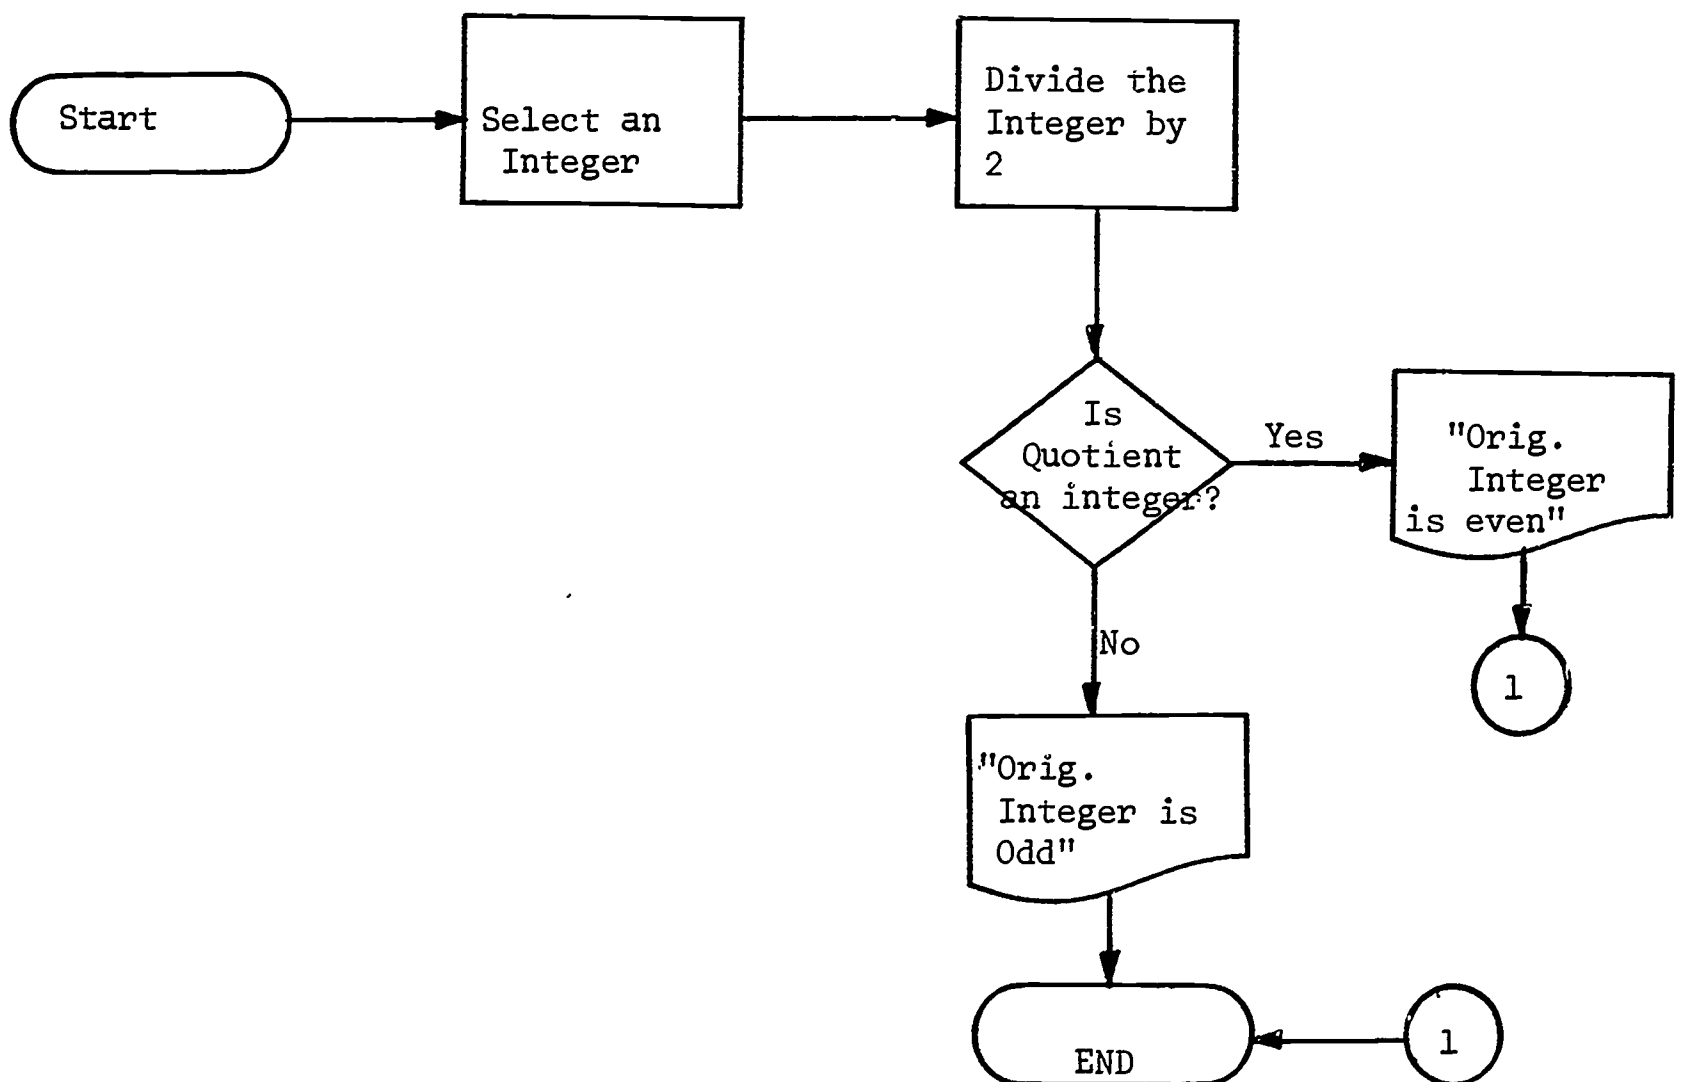 Start
Select an
Integer
Divide the
Integer by
2
Is
Quotient
an integer?
Yes
"Orig.
Integer
is even"
1
No
"Orig.
Integer is
Odd"
END
1